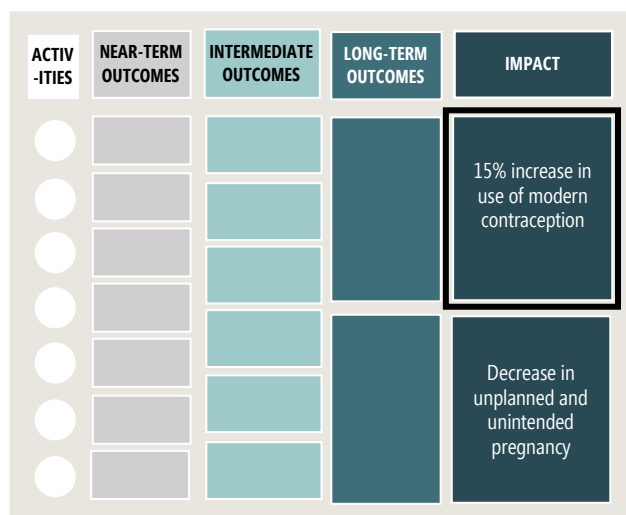 ACTIV
-ITIES
NEAR-TERM
OUTCOMES
INTERMEDIATE
OUTCOMES
LONG-TERM
OUTCOMES
IMPACT
15% increase in
use of modern
contraception
Decrease in
unplanned and
unintended
pregnancy